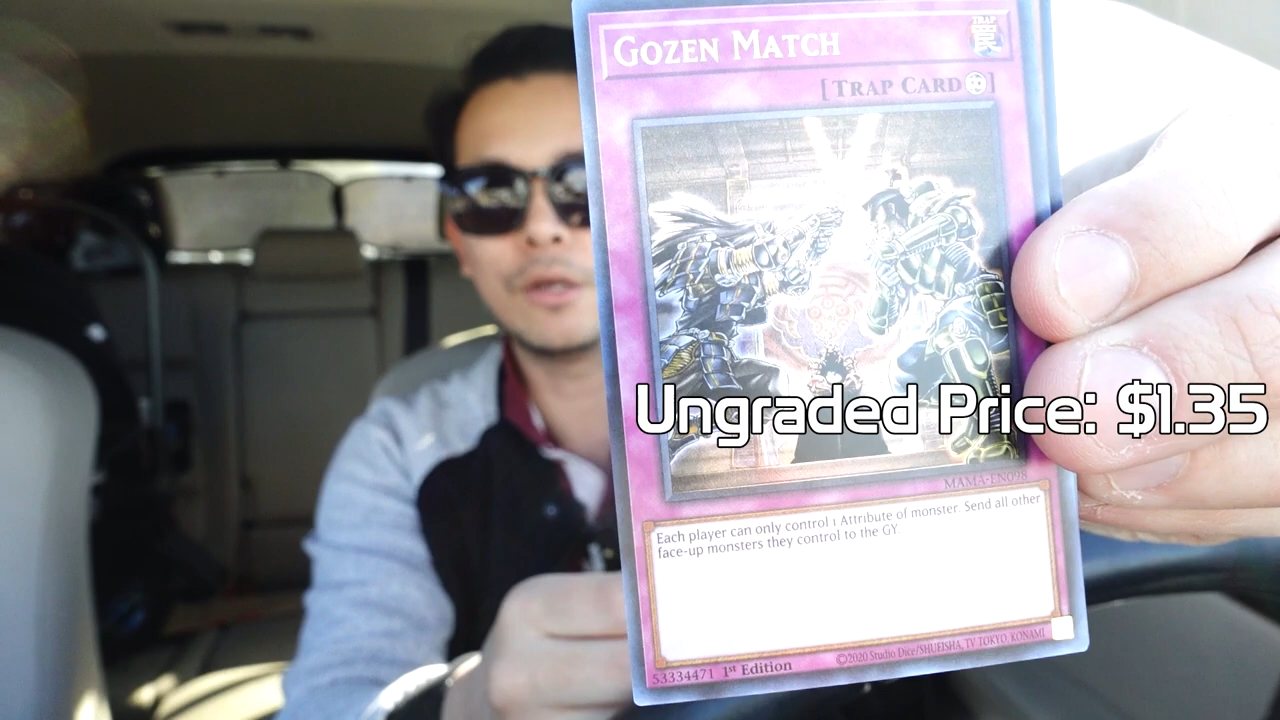 GOZEN MATCH
TRAP
罠
[TRAP CARD]
Ungraded Price: $1.35
MAMA-EN098
Each player can only control 1 Attribute of monster. Send all other
face-up monsters they control to the GY.
53334471 1st Edition
©2020 Studio Dice/SHUEISHA, TV TOKYO, KONAMI